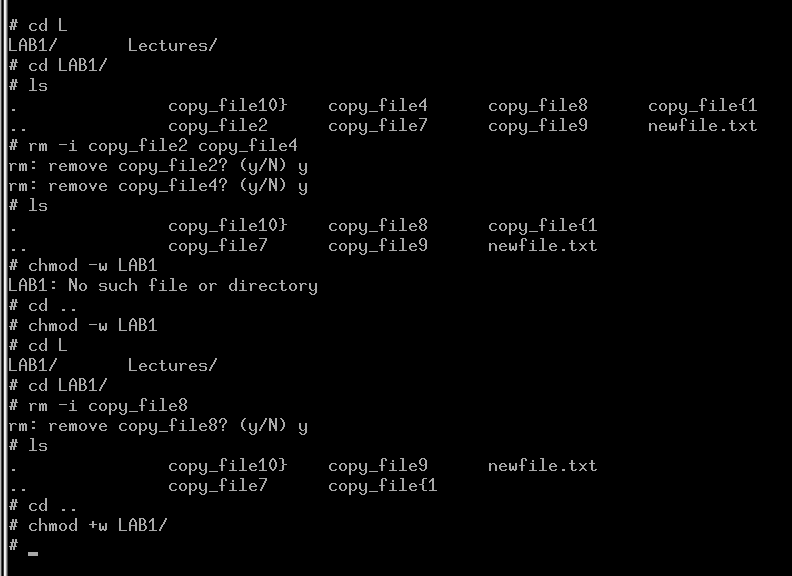 # cd L
LAB1/       Lectures/
# cd LAB1/
# ls
.               copy_file10}    copy_file4      copy_file8      copy_file{1
..              copy_file2      copy_file7      copy_file9      newfile.txt
# rm -i copy_file2 copy_file4
rm: remove copy_file2? (y/N) y
rm: remove copy_file4? (y/N) y
# ls
.               copy_file10}    copy_file8      copy_file{1
..              copy_file7      copy_file9      newfile.txt
# chmod -w LAB1
LAB1: No such file or directory
# cd ..
# chmod -w LAB1
# cd L
LAB1/       Lectures/
# cd LAB1/
# rm -i copy_file8
rm: remove copy_file8? (y/N) y
# ls
.               copy_file10}    copy_file9      newfile.txt
..              copy_file7      copy_file{1
# cd ..
# chmod +w LAB1/
# _